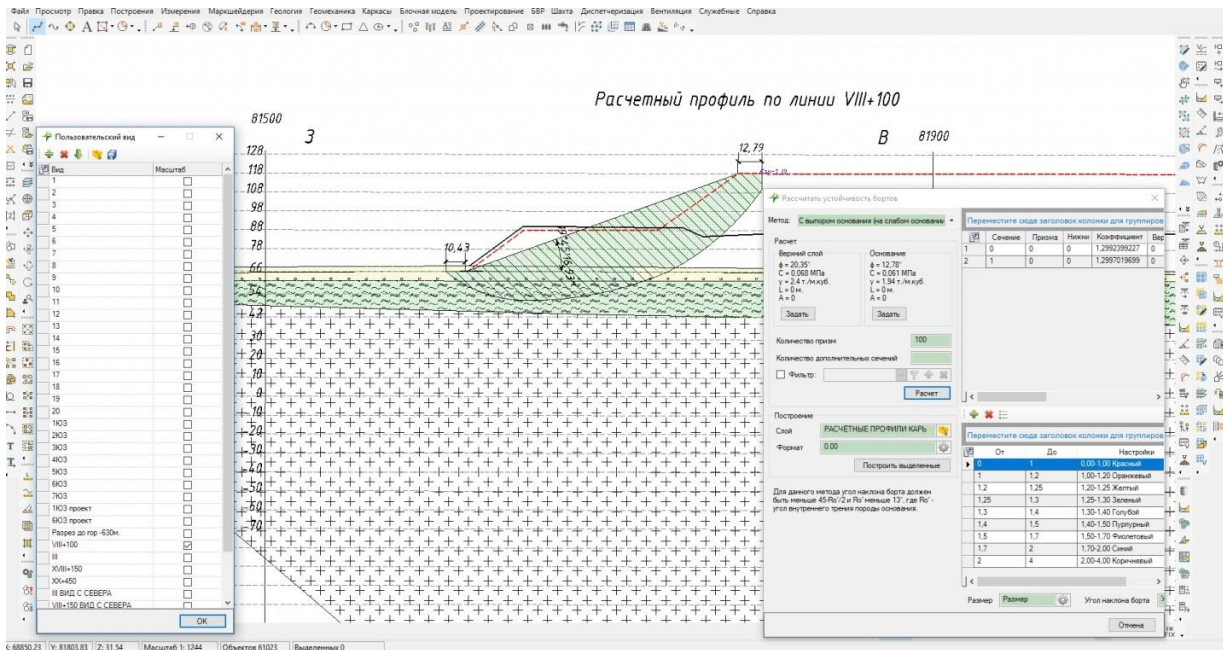 Файл Просмотр Правка Построения Измерения Маркшейдерия Геология Геомеханика Каркасы Блочная модель Проектирование БВР Шахта Диспетчеризация Вентиляция Служебные Справка
Расчетный профиль по линии VIII+100
81500
З
В
81900
128
118
108
98
88
78
66
54
42
30
20
10
0
-10
-20
-30
-40
-50
-60
-70
12,79
10,43
Пользовательский вид
Вид Масштаб
1
2
3
4
5
6
7
8
9
10
11
12
13
14
15
16
17
18
19
20
1ЮЗ
2ЮЗ
3ЮЗ
4ЮЗ
5ЮЗ
6ЮЗ
7ЮЗ
1ЮЗ проект
6ЮЗ проект
Разрез до гор -630м.
VIII+100
III
XVIII+150
XX+450
III ВИД С СЕВЕРА
VIII+150 ВИД С СЕВЕРА
OK
Рассчитать устойчивость бортов
Метод: С выпором основания (на слабом основании
Расчет
Верхний слой
ϕ = 20,35°
C = 0,068 МПа
γ = 2.4 т./м.куб.
L = 0 м.
A = 0
Задать
Основание
ϕ = 12,78°
C = 0,061 МПа
γ = 1,94 т./м.куб.
L = 0 м.
A = 0
Задать
Количество призм 100
Количество дополнительных сечений
Фильтр:
Расчет
Построение
Слой РАСЧЕТНЫЕ ПРОФИЛИ КАРЬ
Формат 0.00
Построить выделенные
Для данного метода угол наклона борта должен
быть меньше 45-Ro'/2 и Ro' меньше 13°, где Ro' -
угол внутреннего трения породы основания.
Переместите сюда заголовок колонки для группиров
Сечение Призма Нижни Коэффициент Вер
1 0 0 0 1,2992399227 0
2 1 0 0 1,2997019699 0
Переместите сюда заголовок колонки для группиров
От До Настройки
0 1 0,00-1,00 Красный
1 1,2 1,00-1,20 Оранжевый
1,2 1,25 1,20-1,25 Желтый
1,25 1,3 1,25-1,30 Зеленый
1,3 1,4 1,30-1,40 Голубой
1,4 1,5 1,40-1,50 Пурпурный
1,5 1,7 1,50-1,70 Фиолетовый
1,7 2 1,70-2,00 Синий
2 4 2,00-4,00 Коричневый
Размер Размер Угол наклона борта
Отмена
X: 68850.23 Y: 81803.83 Z: 31.54 Масштаб 1: 1244 Объектов 61023 Выделенных 0